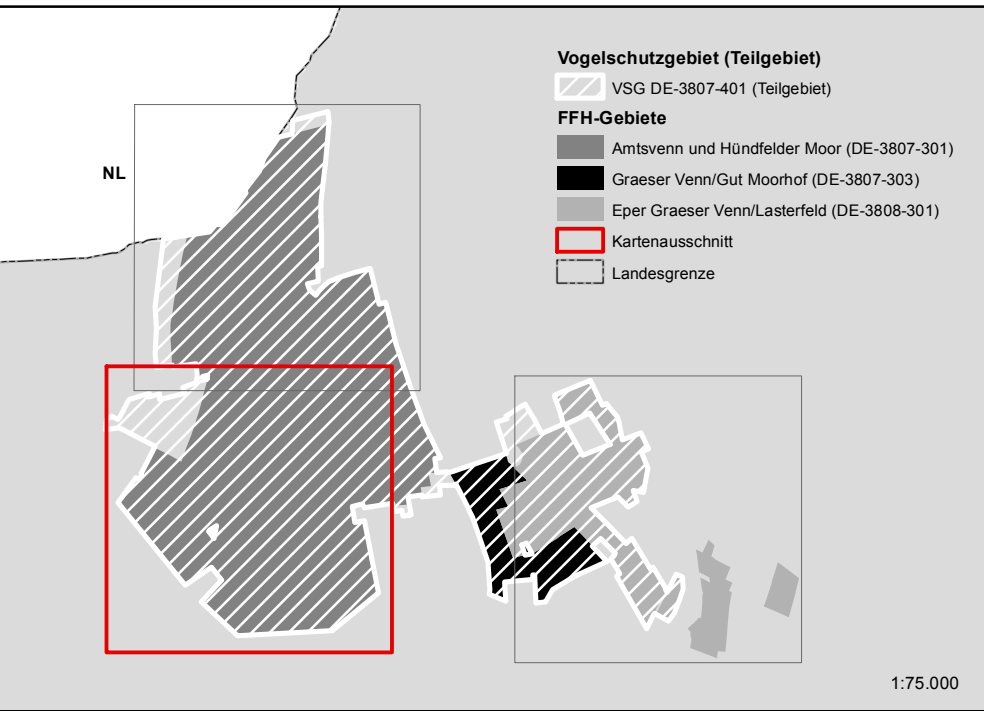 Vogelschutzgebiet (Teilgebiet)
VSG DE-3807-401 (Teilgebiet)
FFH-Gebiete
Amtsvenn und Hündfelder Moor (DE-3807-301)
Graeser Venn/Gut Moorhof (DE-3807-303)
Eper Graeser Venn/Lasterfeld (DE-3808-301)
Kartenausschnitt
Landesgrenze
NL
1:75.000